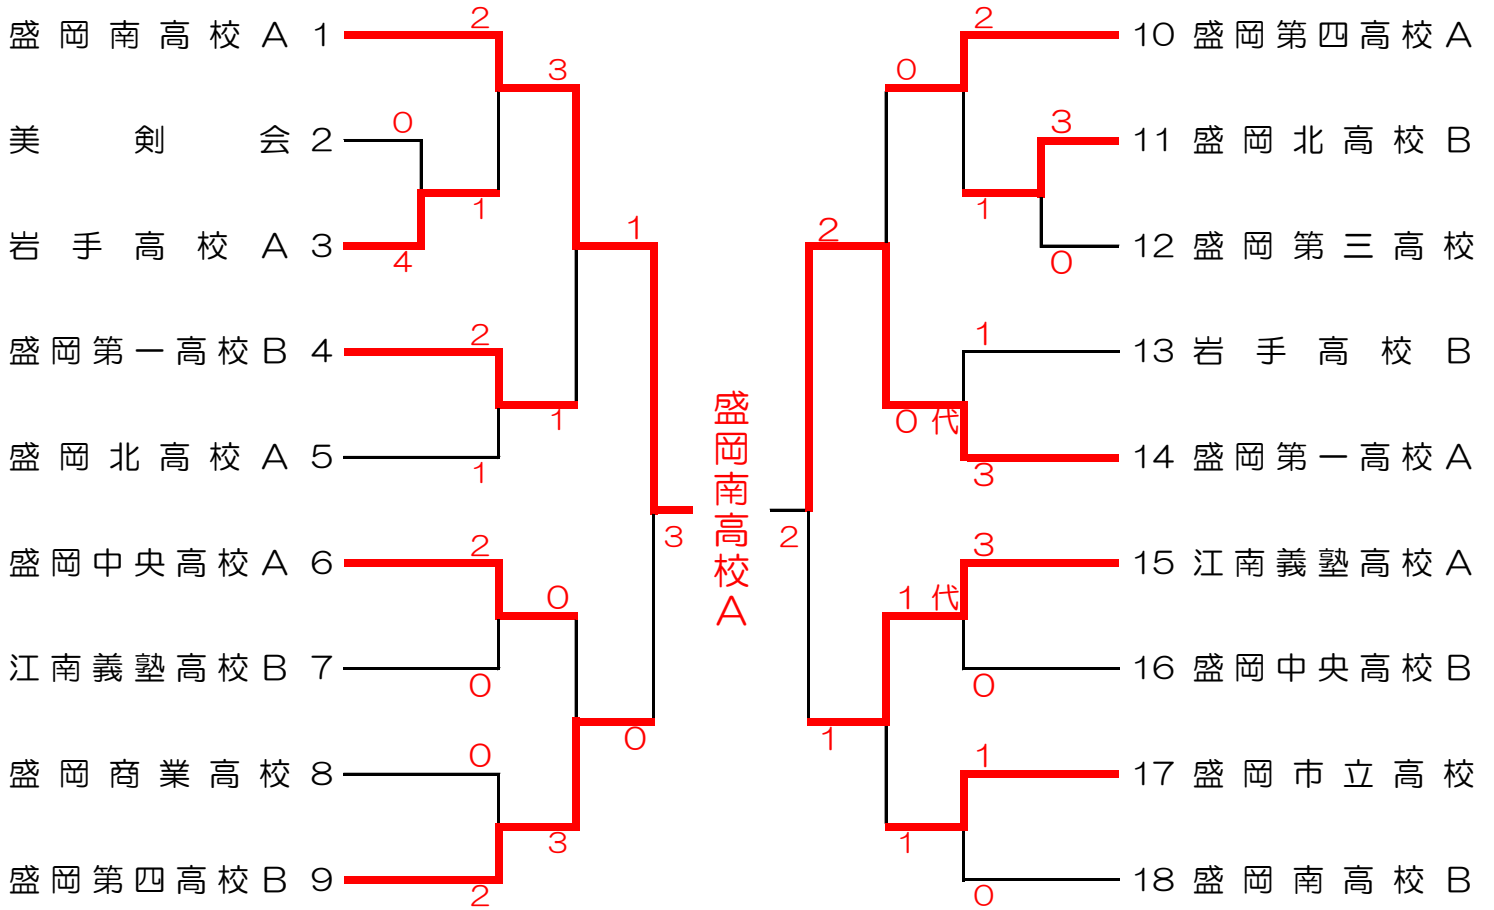 盛岡南高校A 1
美剣会 2
岩手高校A 3
盛岡第一高校B 4
盛岡北高校A 5
盛岡中央高校A 6
江南義塾高校B 7
盛岡商業高校 8
盛岡第四高校B 9
2
0
4
1
3
2
1
1
1
2
0
0
0
2
3
0
3
盛岡南高校A
2
2
1
0
0代
1代
1
2
3
0
1
1
3
3
0
1
0
10 盛岡第四高校A
11 盛岡北高校B
12 盛岡第三高校
13 岩手高校B
14 盛岡第一高校A
15 江南義塾高校A
16 盛岡中央高校B
17 盛岡市立高校
18 盛岡南高校B